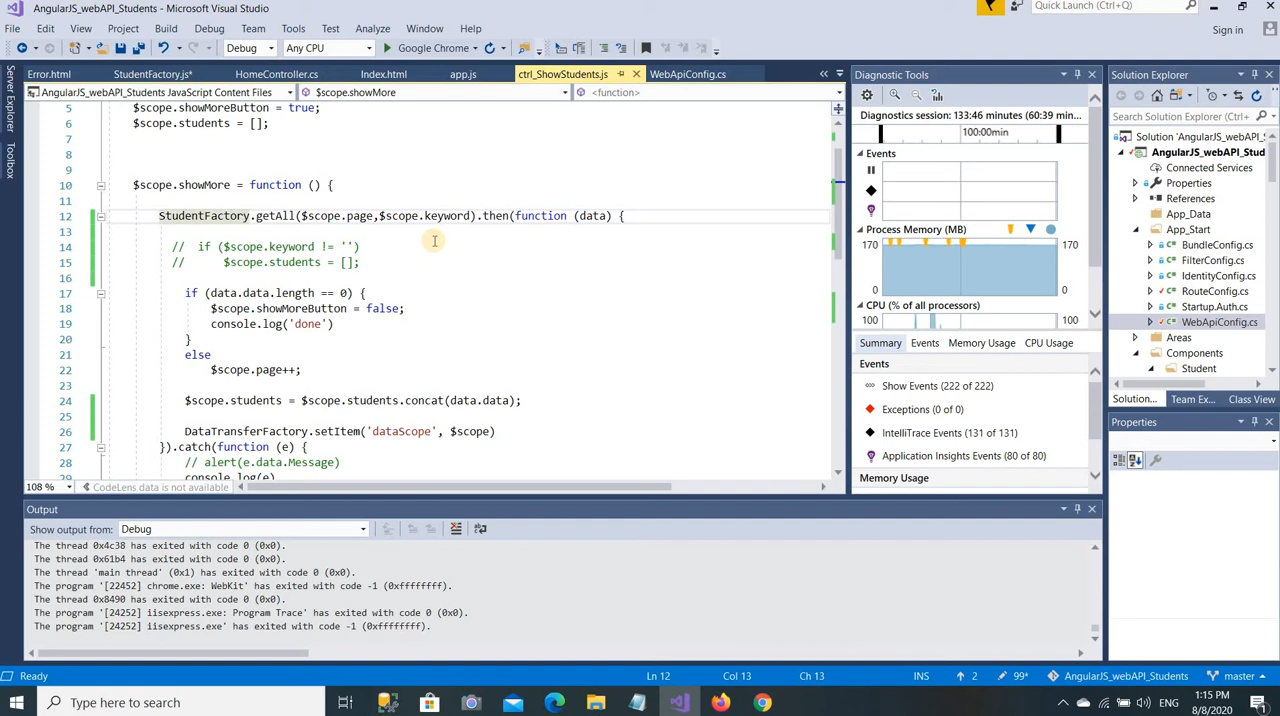 AngularJS_webAPI_Students - Microsoft Visual Studio
Quick Launch (Ctrl+Q)
File Edit View Project Build Debug Team Tools Test Analyze Window Help
Sign in
Debug Any CPU Google Chrome
Server Explorer
Toolbox
Error.html StudentFactory.js* HomeController.cs Index.html app.js ctrl_ShowStudents.js WebApiConfig.cs
AngularJS_webAPI_Students JavaScript Content Files $scope.showMore <function>
5 $scope.showMoreButton = true;
6 $scope.students = [];
7
8
9
10 $scope.showMore = function () {
11
12 StudentFactory.getAll($scope.page,$scope.keyword).then(function (data) {
13
14 // if ($scope.keyword != '')
15 // $scope.students = [];
16
17 if (data.data.length == 0) {
18 $scope.showMoreButton = false;
19 console.log('done')
20 }
21 else
22 $scope.page++;
23
24 $scope.students = $scope.students.concat(data.data);
25
26 DataTransferFactory.setItem('dataScope', $scope)
27 }).catch(function (e) {
28 // alert(e.data.Message)
29 console.log(e)
108 % CodeLens data is not available
Diagnostic Tools
Diagnostics session: 133:46 minutes (60:39 min...
100:00min
Events
Process Memory (MB)
170 170
0 0
CPU (% of all processors)
100 100
Summary Events Memory Usage CPU Usage
Events
Show Events (222 of 222)
Exceptions (0 of 0)
IntelliTrace Events (131 of 131)
Application Insights Events (80 of 80)
Memory Usage
Solution Explorer
Search Solution Explorer (Ctrl+
Solution 'AngularJS_webAPI_
AngularJS_webAPI_Stud
Connected Services
Properties
References
App_Data
App_Start
BundleConfig.cs
FilterConfig.cs
IdentityConfig.cs
RouteConfig.cs
Startup.Auth.cs
WebApiConfig.cs
Areas
Components
Student
Solution... Team Ex... Class View
Properties
Output
Show output from: Debug
The thread 0x4c38 has exited with code 0 (0x0).
The thread 0x61b4 has exited with code 0 (0x0).
The thread 'main thread' (0x1) has exited with code 0 (0x0).
The program '[22452] chrome.exe: WebKit' has exited with code -1 (0xffffffff).
The thread 0x8490 has exited with code 0 (0x0).
The program '[24252] iisexpress.exe: Program Trace' has exited with code 0 (0x0).
The program '[24252] iisexpress.exe' has exited with code -1 (0xffffffff).
Ready Ln 12 Col 13 Ch 13 INS 2 99* AngularJS_webAPI_Students master
Type here to search
ENG
1:15 PM
8/8/2020